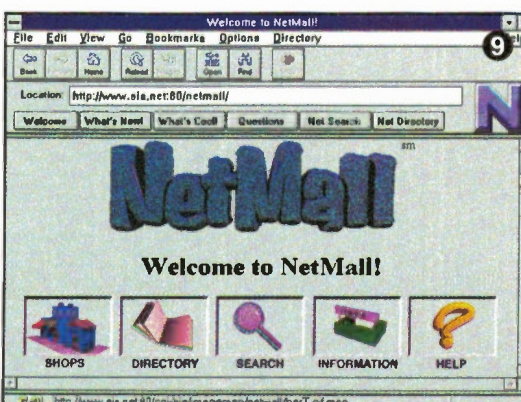 Welcome to NetMall!
File Edit View Go Bookmarks Options Directory
9
Back Home Reload Open Find
Location: http://www.ais.net:80/netmall/
Welcome What's New! What's Cool! Questions Net Search Net Directory
N
NetMall sm
Welcome to NetMall!
SHOPS DIRECTORY SEARCH INFORMATION HELP